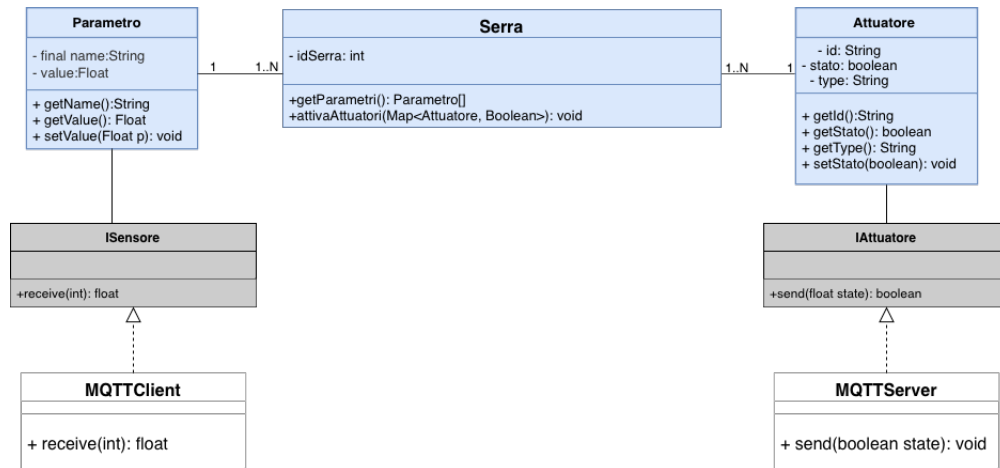 Parametro
- final name:String
- value:Float
+ getName():String
+ getValue(): Float
+ setValue(Float p): void
1
1..N
Serra
- idSerra: int
+getParametri(): Parametro[]
+attivaAttuatori(Map<Attuatore, Boolean>): void
1..N
1
Attuatore
- id: String
- stato: boolean
- type: String
+getId():String
+getStato(): boolean
+getType(): String
+ setStato(boolean): void
ISensore
+receive(int): float
IAttuatore
+send(float state): boolean
MQTTClient
+ receive(int): float
MQTTServer
+ send(boolean state): void